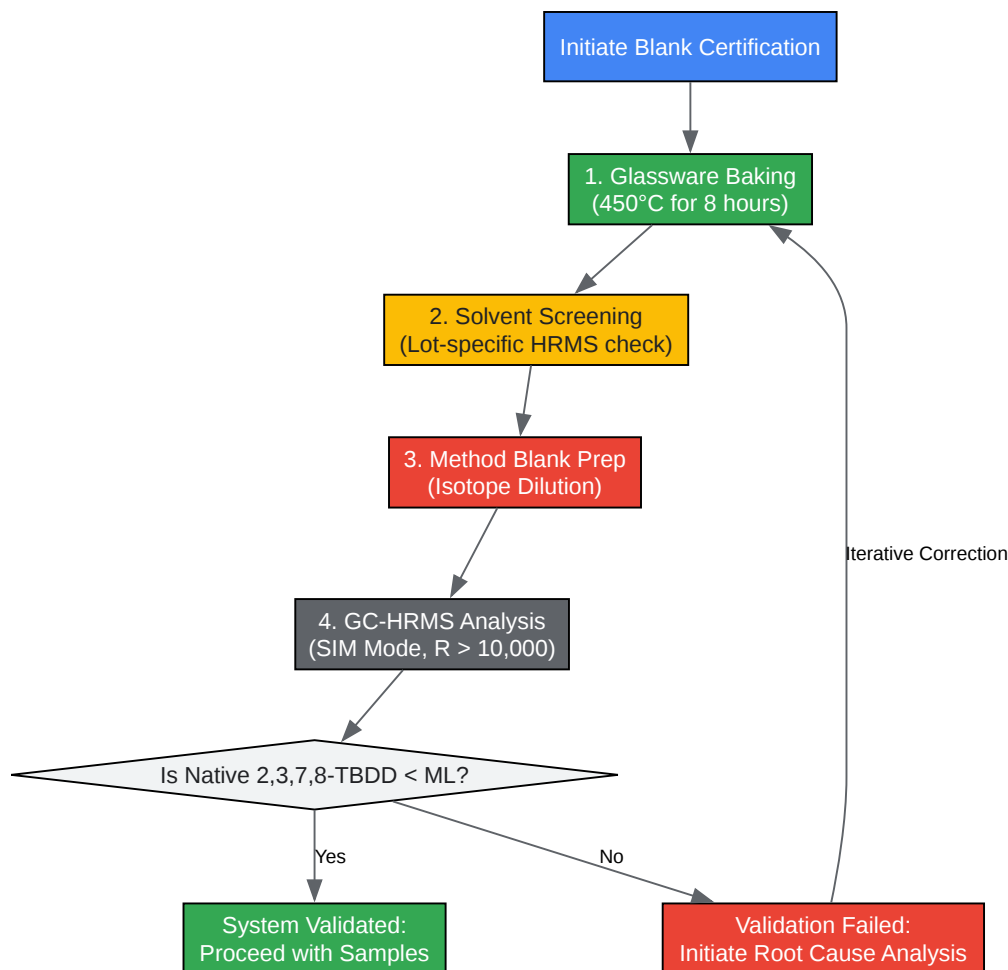 Initiate Blank Certification
1. Glassware Baking
(450°C for 8 hours)
2. Solvent Screening
(Lot-specific HRMS check)
3. Method Blank Prep
(Isotope Dilution)
Iterative Correction
4. GC-HRMS Analysis
(SIM Mode, R > 10,000)
Is Native 2,3,7,8-TBDD < ML?
Yes
No
System Validated:
Proceed with Samples
Validation Failed:
Initiate Root Cause Analysis